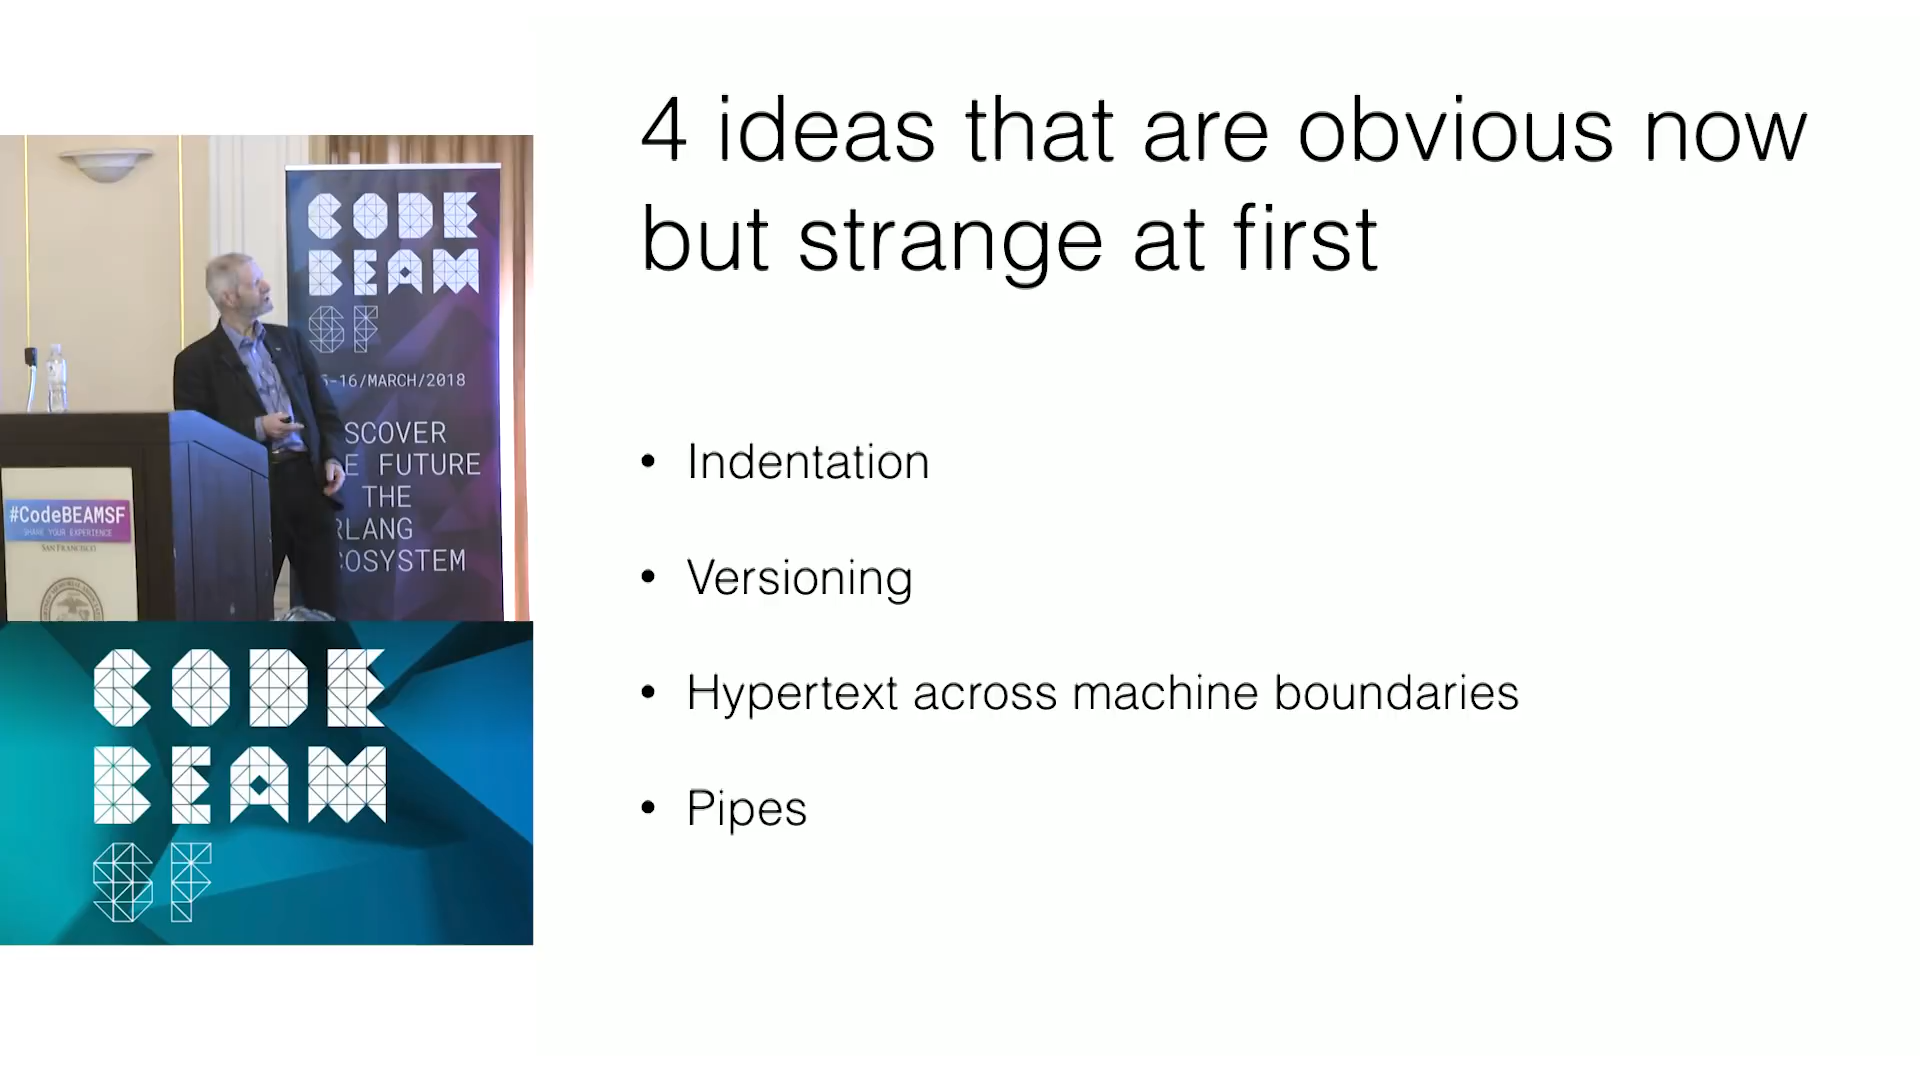 4 ideas that are obvious now
but strange at first
• Indentation
• Versioning
• Hypertext across machine boundaries
• Pipes
CODE
BEAM
SF
5-16/MARCH/2018
SCOVER
E FUTURE
THE
RLANG
COSYSTEM
#CodeBEAMSF
SHARE YOUR EXPERIENCE
SAN FRANCISCO
CODE
BEAM
SF